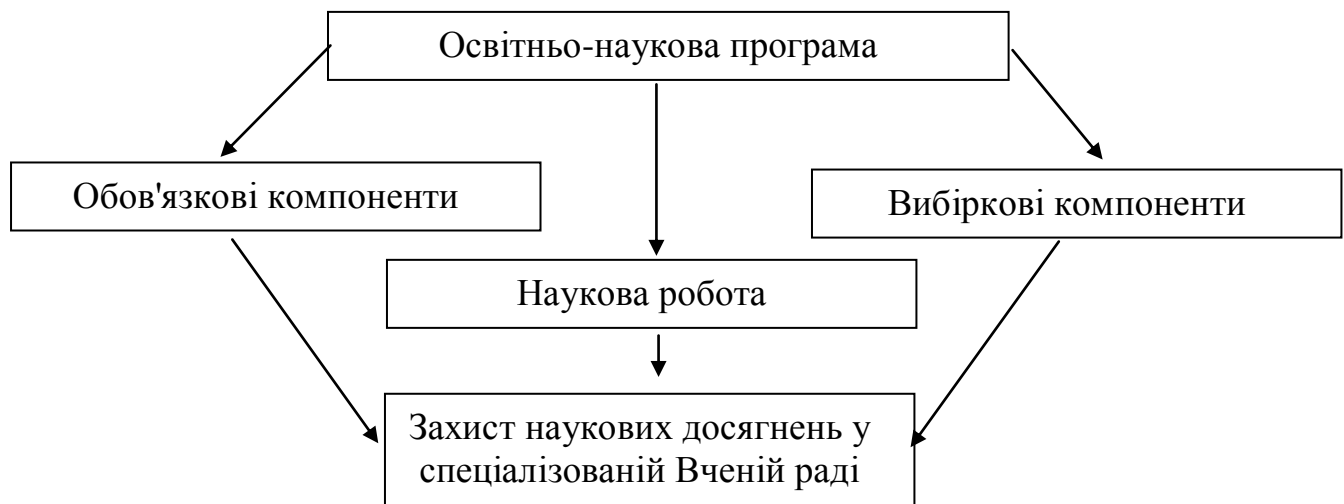 Освітньо-наукова програма
Обов'язкові компоненти
Вибіркові компоненти
Наукова робота
Захист наукових досягнень у
спеціалізованій Вченій раді